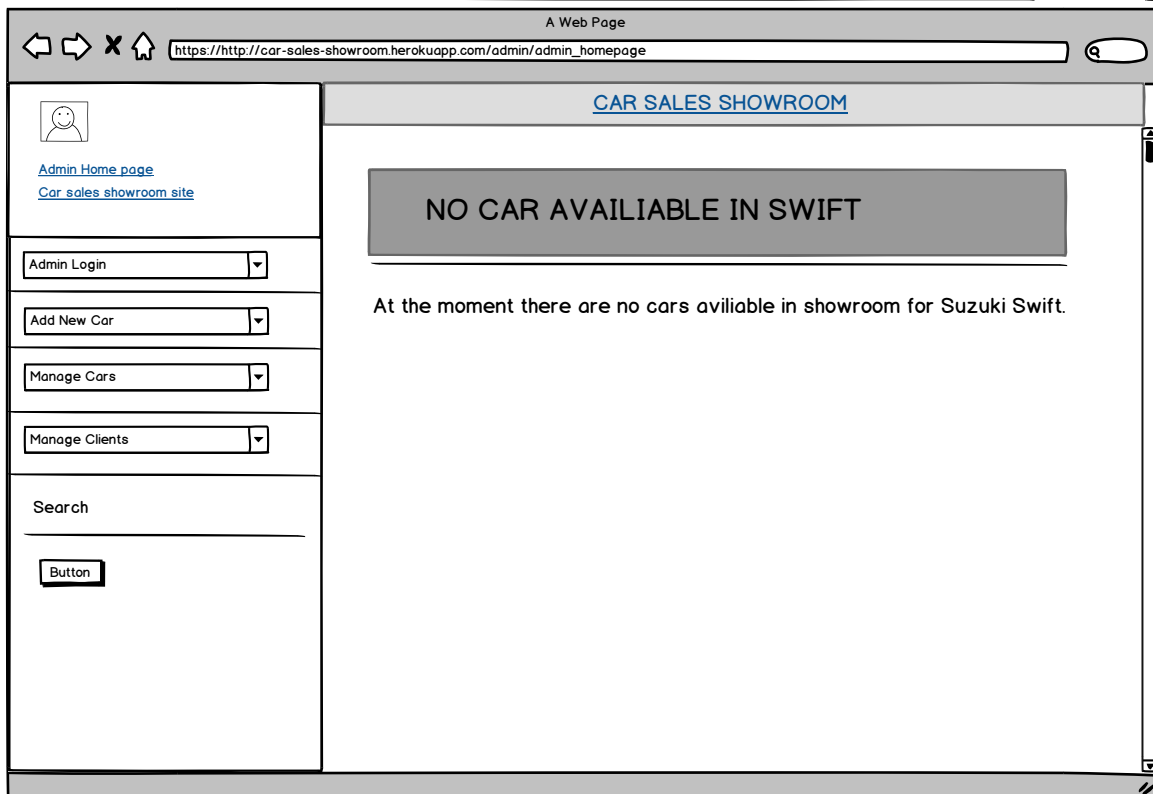 A Web Page
https://http://car-sales-showroom.herokuapp.com/admin/admin_homepage
CAR SALES SHOWROOM
Admin Home page
Car sales showroom site
Admin Login
Add New Car
Manage Cars
Manage Clients
Search
Button
NO CAR AVAILIABLE IN SWIFT
At the moment there are no cars aviliable in showroom for Suzuki Swift.